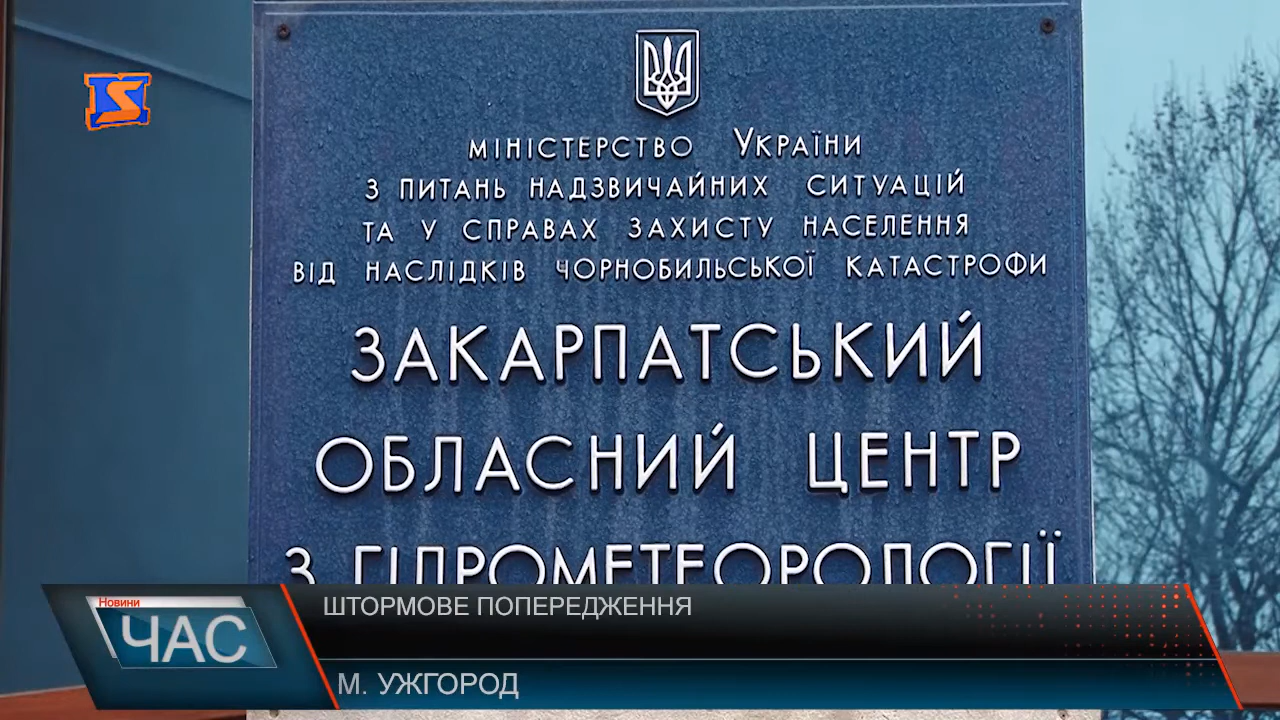 МІНІСТЕРСТВО УКРАЇНИ
З ПИТАНЬ НАДЗВИЧАЙНИХ СИТУАЦІЙ
ТА У СПРАВАХ ЗАХИСТУ НАСЕЛЕННЯ
ВІД НАСЛІДКІВ ЧОРНОБИЛЬСЬКОЇ КАТАСТРОФИ
ЗАКАРПАТСЬКИЙ
ОБЛАСНИЙ ЦЕНТР
З ГІДРОМЕТЕОРОЛОГІЇ
Новини
ЧАС
ШТОРМОВЕ ПОПЕРЕДЖЕННЯ
М. УЖГОРОД